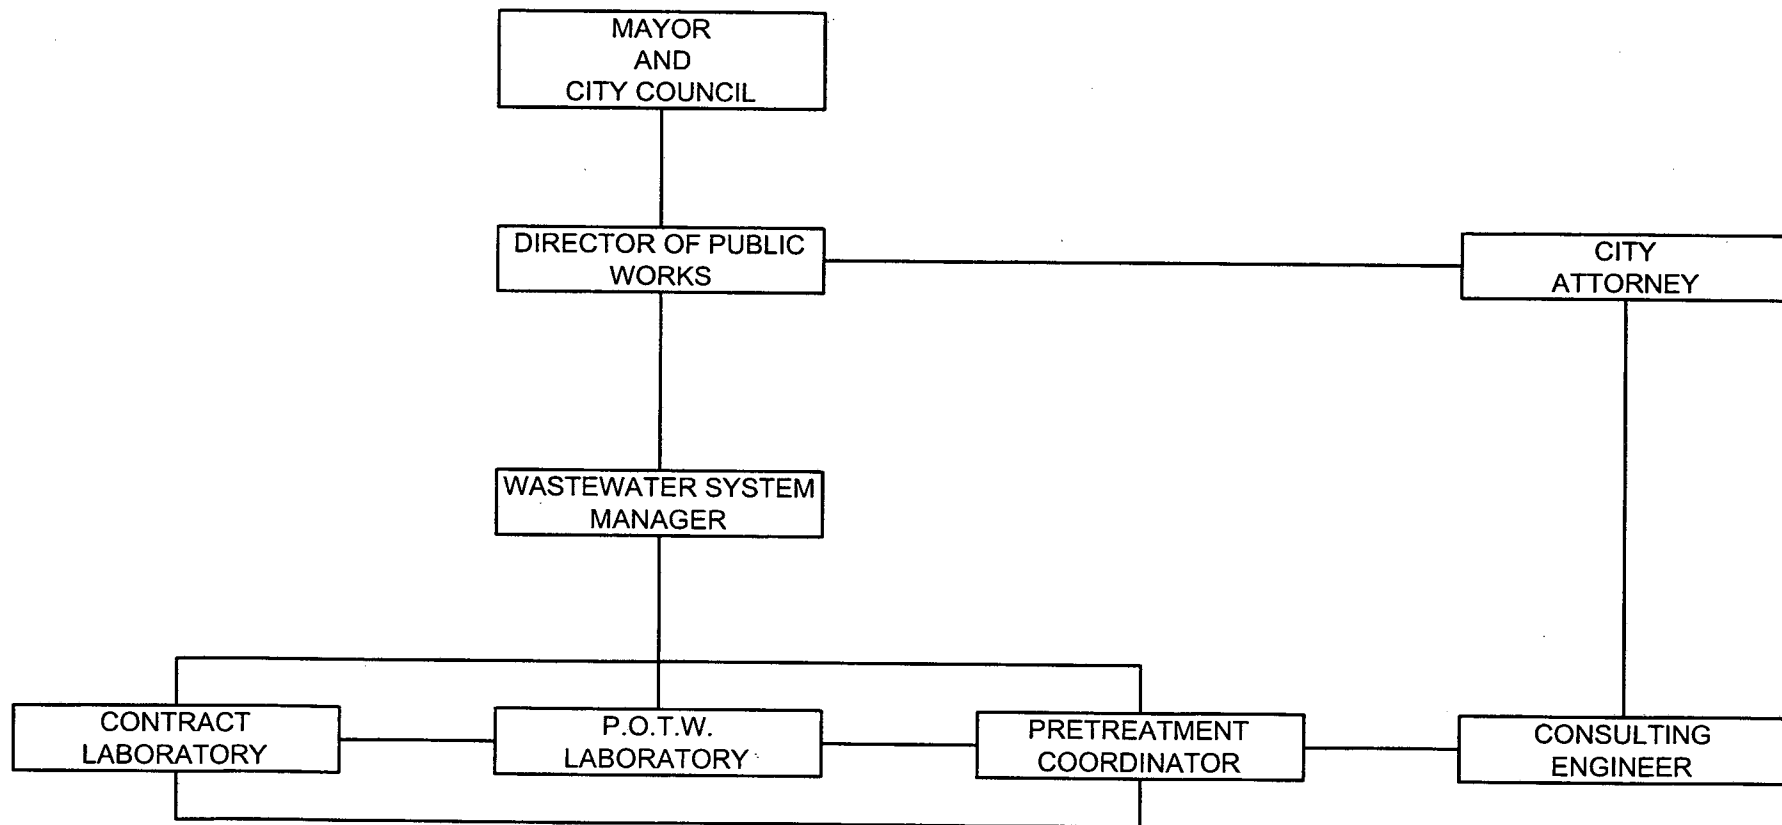 MAYOR
AND
CITY COUNCIL
DIRECTOR OF PUBLIC
WORKS
CITY
ATTORNEY
WASTEWATER SYSTEM
MANAGER
CONTRACT
LABORATORY
P.O.T.W.
LABORATORY
PRETREATMENT
COORDINATOR
CONSULTING
ENGINEER